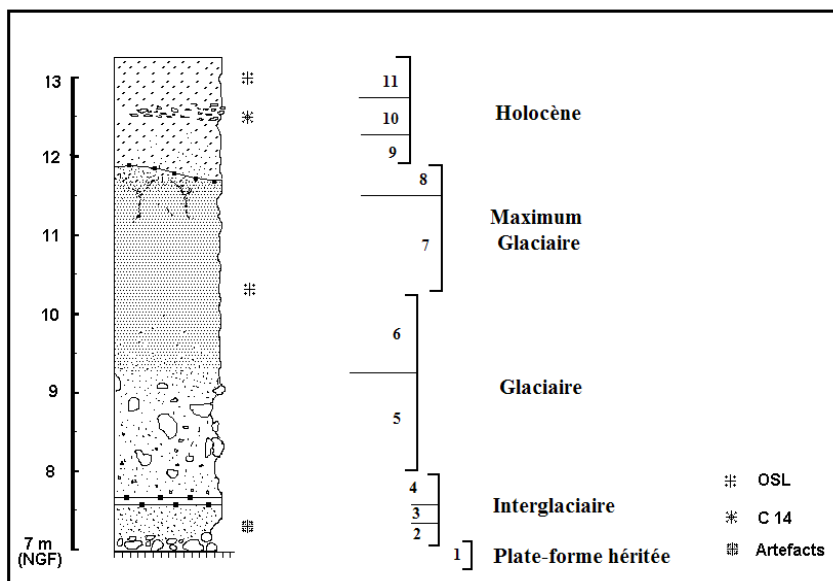 13
11
10
Holocène
12
9
8
11
Maximum
Glaciaire
7
10
6
9
Glaciaire
5
8
4
OSL
Interglaciaire
3
C 14
2
7 m
(NGF)
1
Plate-forme héritée
Artefacts